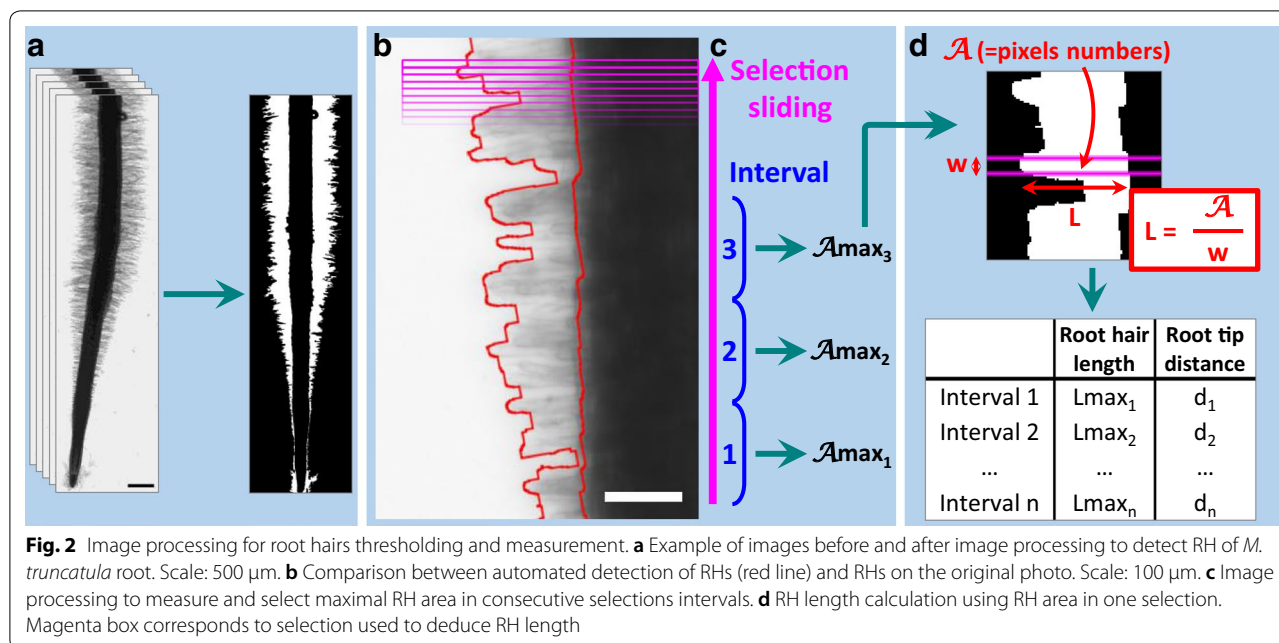 a
b
c
d
Selection
sliding
Interval
3
𝒜max₃
2
𝒜max₂
1
𝒜max₁
𝒜 (=pixels numbers)
w
L
L = 𝒜
w
Root hair length
Root tip distance
Interval 1 Lmax₁ d₁
Interval 2 Lmax₂ d₂
... ... ...
Interval n Lmaxₙ dₙ
Fig. 2 Image processing for root hairs thresholding and measurement. a Example of images before and after image processing to detect RH of M.
truncatula root. Scale: 500 µm. b Comparison between automated detection of RHs (red line) and RHs on the original photo. Scale: 100 µm. c Image
processing to measure and select maximal RH area in consecutive selections intervals. d RH length calculation using RH area in one selection.
Magenta box corresponds to selection used to deduce RH length